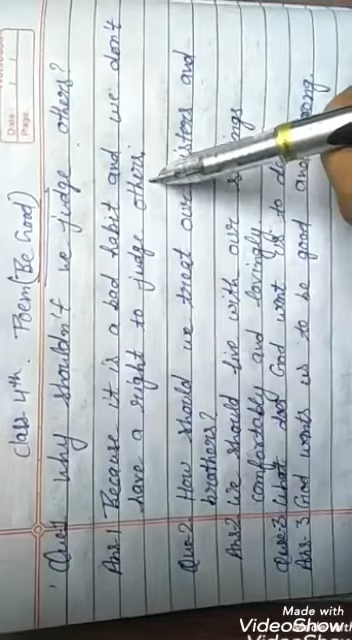 Date: / /
Page
class-4th. Poem (Be Good)
Que-1 why shouldn't we judge others?
Ans-1 Because it is a bad habit and we don't
have a right to judge others.
Que-2 How should we treat our sisters and
brothers?
Ans-2 we should live with our
comfortably and lovingly.
Que-3 What does God want us to
Ans-3 God wants us to be good and
Made with
VideoShow